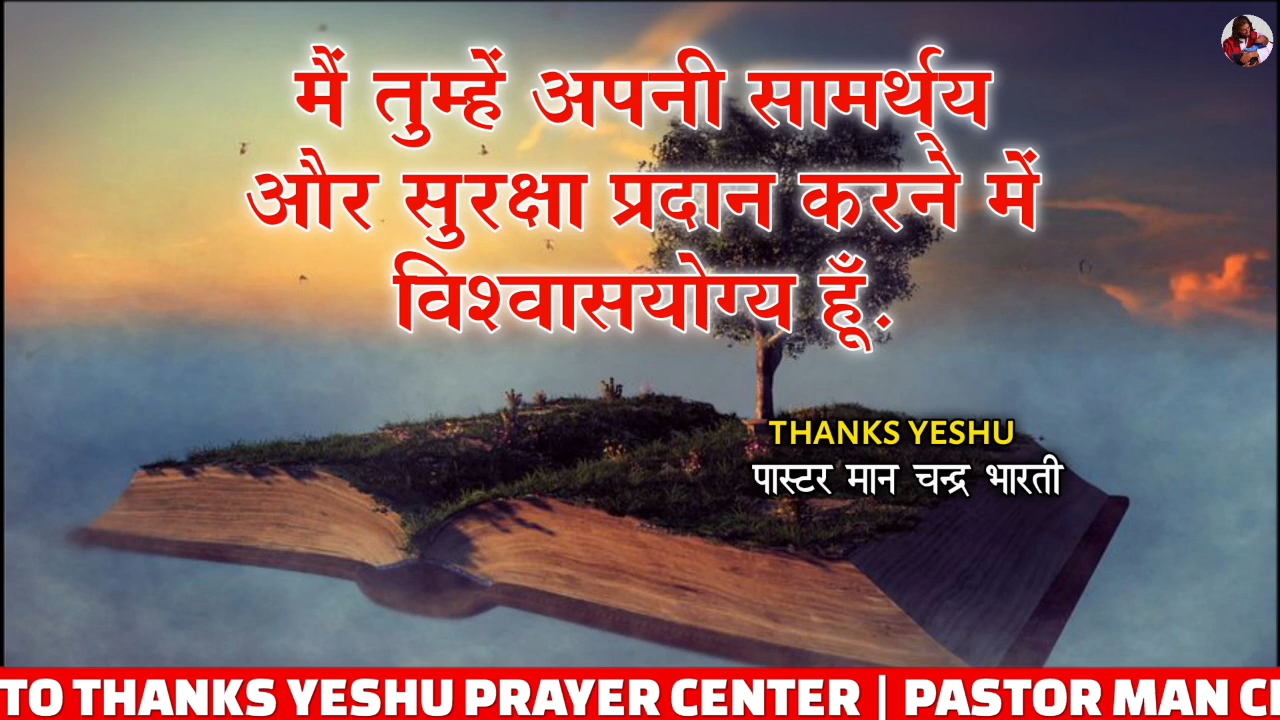 मैं तुम्हें अपनी सामर्थ्य
और सुरक्षा प्रदान करने में
विश्वासयोग्य हूँ.
THANKS YESHU
पास्टर मान चन्द्र भारती
TO THANKS YESHU PRAYER CENTER | PASTOR MAN